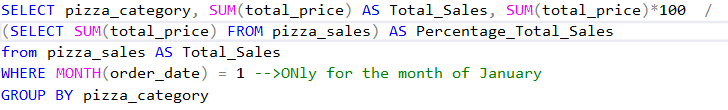 SELECT pizza_category, SUM(total_price) AS Total_Sales, SUM(total_price)*100 /
(SELECT SUM(total_price) FROM pizza_sales) AS Percentage_Total_Sales
from pizza_sales AS Total_Sales
WHERE MONTH(order_date) = 1 -->ONly for the month of January
GROUP BY pizza_category